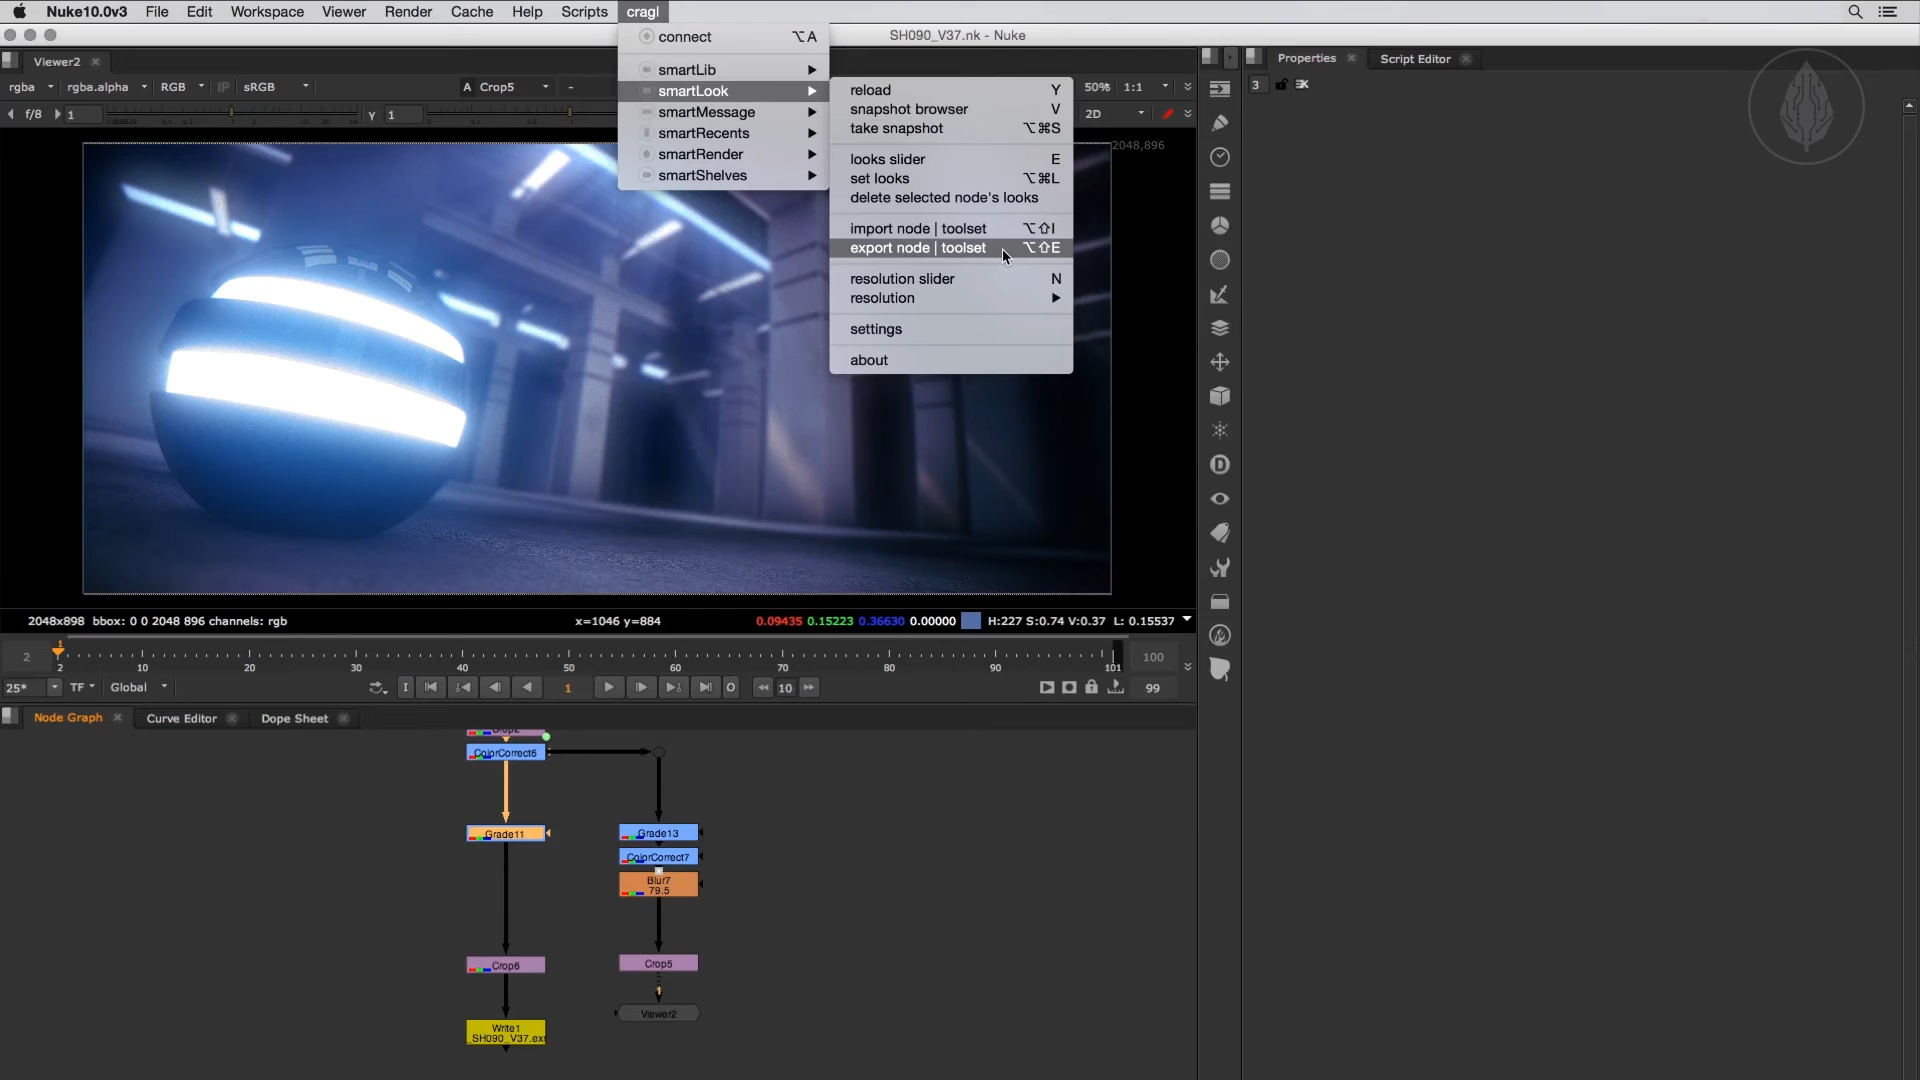 Nuke10.0v3 File Edit Workspace Viewer Render Cache Help Scripts cragl
SH090_V37.nk - Nuke
connect ⌥A
smartLib
smartLook
smartMessage
smartRecents
smartRender
smartShelves
reload Y
snapshot browser V
take snapshot ⌥⌘S
looks slider E
set looks ⌥⌘L
delete selected node's looks
import node | toolset ⌥⇧I
export node | toolset ⌥⇧E
resolution slider N
resolution
settings
about
Viewer2
rgba rgba.alpha RGB IP sRGB A Crop5 - 50% 1:1
f/8 1 Y 1 2D
2048,896
Properties Script Editor
3
2048x898 bbox: 0 0 2048 896 channels: rgb x=1046 y=884 0.09435 0.15223 0.36630 0.00000 H:227 S:0.74 V:0.37 L: 0.15537
2 1 2 10 20 30 40 50 60 70 80 90 101 100
25* TF Global I 1 O 10 99
Node Graph Curve Editor Dope Sheet
ColorCorrect6
Grade11 Grade13
ColorCorrect7
Blur7
79.5
Crop6 Crop5
1
Viewer2
Write1
_SH090_V37.exr